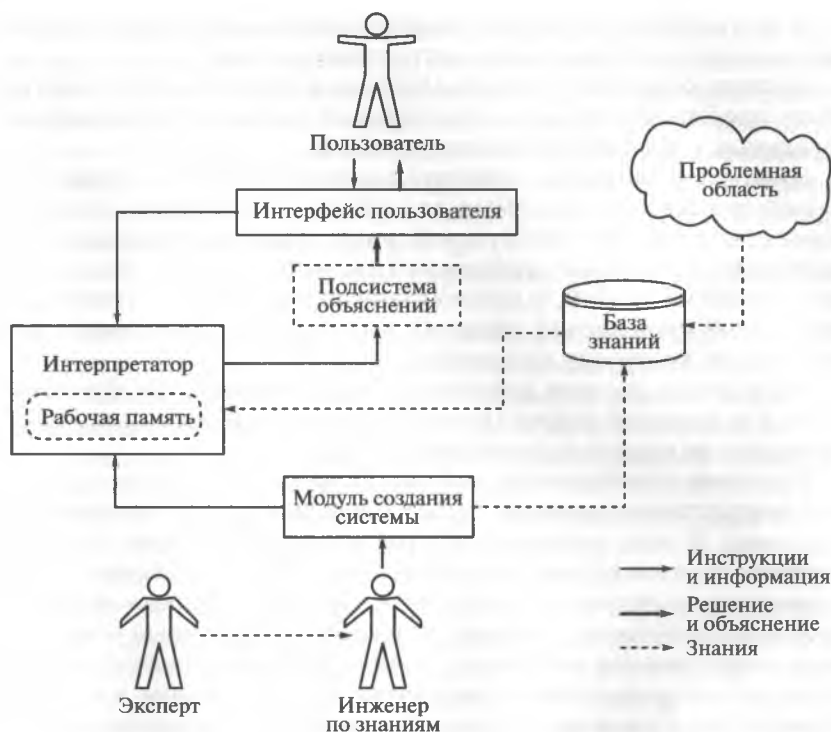 Пользователь
Проблемная
область
Интерфейс пользователя
Подсистема
объяснений
База
знаний
Интерпретатор
Рабочая память
Модуль создания
системы
Инструкции
и информация
Решение
и объяснение
Знания
Эксперт
Инженер
по знаниям